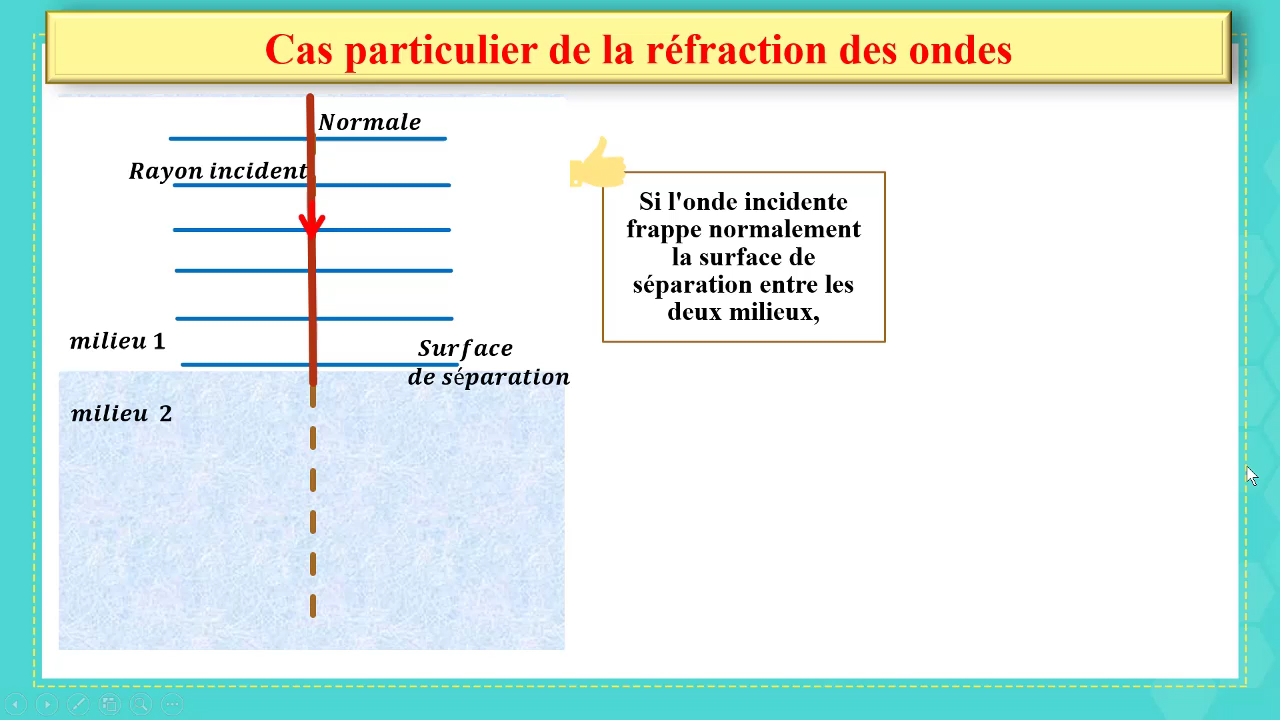 Cas particulier de la réfraction des ondes
Normale
Rayon incident
Si l'onde incidente
frappe normalement
la surface de
séparation entre les
deux milieux,
milieu 1
Surface
de séparation
milieu 2